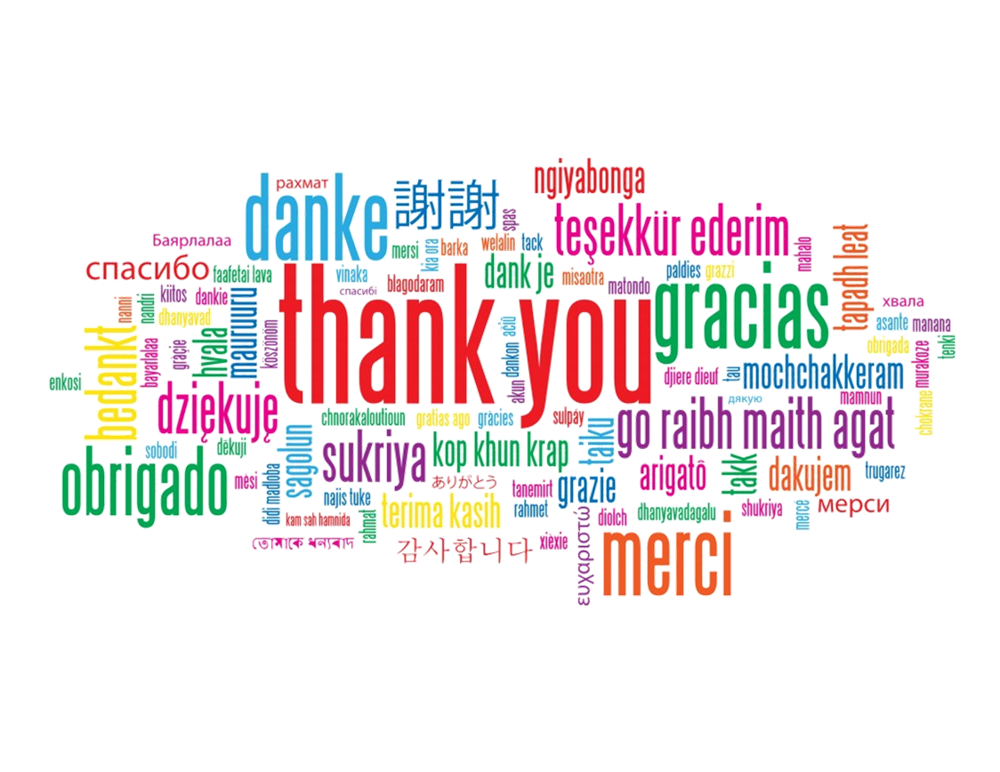 ngiyabonga
рахмат
danke
謝謝
spas
teşekkür ederim
mahalo
tapadh leat
Баярлалаа
mersi
kia ora
barka
welalin
tack
спасибо
faafetai lava
vinaka
спасибі
blagodaram
dank je
misaotra
matondo
paldies
grazzi
gracias
хвала
nanni
nandri
kiitos
dankie
dhanyavad
mauruuru
thank you
aciü
asante
manana
obrigada
tenki
enkosi
bedankt
bayarlalaa
graçie
hvala
köszonöm
dankon
akun
djiere dieuf
tau
mochchakkeram
murakoze
mamnun
chokrane
dziękuję
chnorakaloutioun
gratias ago
gràcies
sulpáy
дякую
go raibh maith agat
sobodi
dėkuji
sagolun
sukriya
kop khun krap
taiku
obrigado
mèsi
didi madloba
najis tuke
ありがとう
tanemirt
grazie
arigatô
takk
dakujem
trugarez
kam sah hamnida
rahmat
terima kasih
rahmet
diolch
dhanyavadagalu
shukriya
mercé
мерси
감사합니다
xièxie
ευχαριστώ
merci